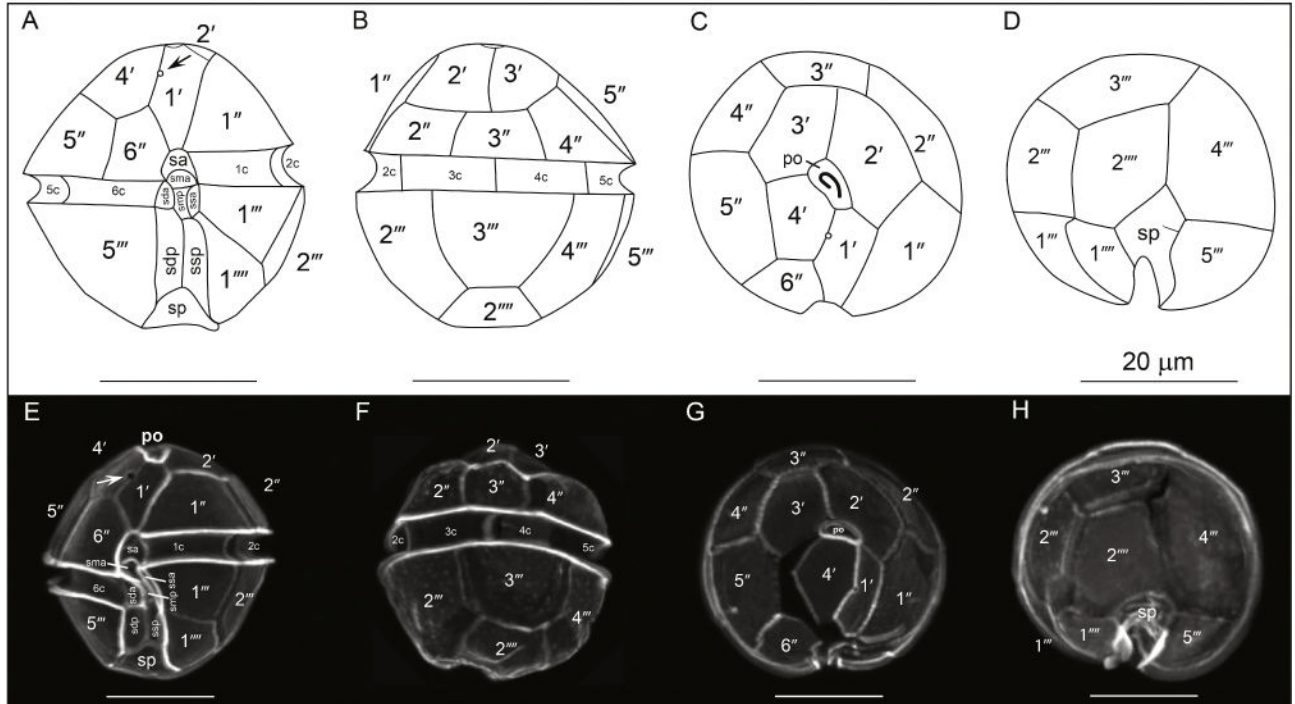 A
2′
4′
1′
1″
5″
6″
sa
sma
1c
2c
5c
6c
sda
smp
ssa
1‴
5‴
sdp
ssp
1⁗
2‴
sp
B
1″
2′
3′
5″
2″
3″
4″
2c
3c
4c
5c
2‴
3‴
4‴
5‴
2⁗
C
3″
4″
3′
2″
po
2′
5″
4′
1′
1″
6″
D
3‴
2‴
2⁗
4‴
sp
1‴
1⁗
5‴
20 μm
E
po
4′
2′
1′
5″
1″
2″
6″
sa
1c
2c
sma
ssa
smp
6c
sda
1‴
2‴
5‴
sdp
ssp
1⁗
sp
F
2′
3′
2″
3″
4″
2c
3c
4c
5c
3‴
2‴
4‴
2⁗
G
3″
4″
3′
2′
2″
po
5″
4′
1′
1″
6″
H
3‴
2‴
2⁗
4‴
sp
1‴
1⁗
5‴